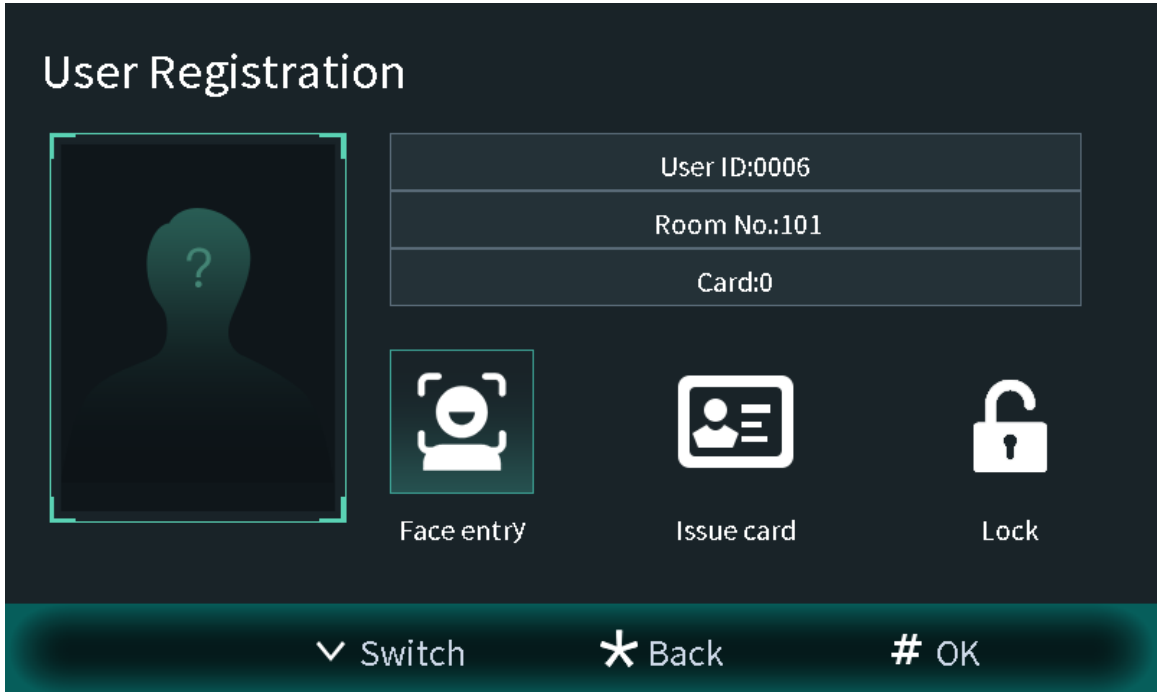 User Registration
?
User ID:0006
Room No.:101
Card:0
Face entry
Issue card
Lock
Switch
* Back
# OK